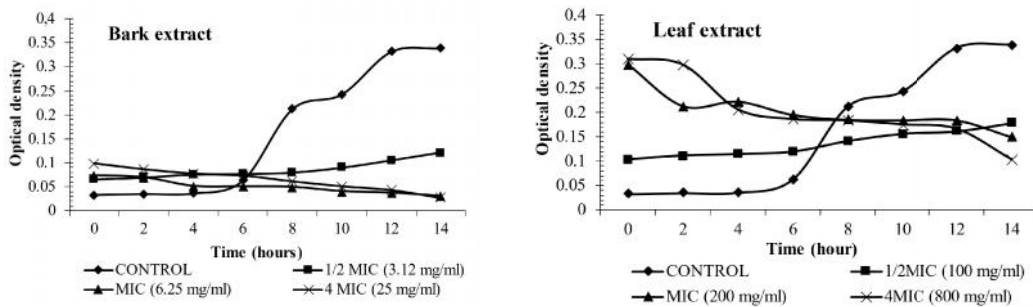 Bark extract
Optical density
0,4
0.35
0.3
0.25
0.2
0.15
0.1
0.05
0
0 2 4 6 8 10 12 14
Time (hours)
CONTROL 1/2 MIC (3.12 mg/ml)
MIC (6.25 mg/ml) 4 MIC (25 mg/ml)
Leaf extract
Optical density
0.4
0.35
0.3
0.25
0.2
0.15
0.1
0.05
0
0 2 4 6 8 10 12 14
Time (hour)
CONTROL 1/2MIC (100 mg/ml)
MIC (200 mg/ml) 4MIC (800 mg/ml)